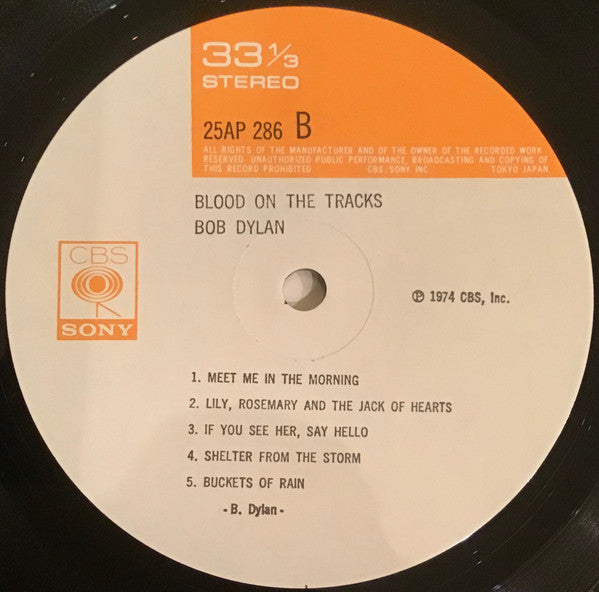 33 1/3
STEREO
25AP 286 B
ALL RIGHTS OF THE MANUFACTURER AND OF THE OWNER OF THE RECORDED WORK
RESERVED. UNAUTHORIZED PUBLIC PERFORMANCE, BROADCASTING AND COPYING OF
THIS RECORD PROHIBITED CBS/SONY INC TOKYO JAPAN
BLOOD ON THE TRACKS
BOB DYLAN
CBS
SONY
℗ 1974 CBS, Inc.
1. MEET ME IN THE MORNING
2. LILY, ROSEMARY AND THE JACK OF HEARTS
3. IF YOU SEE HER, SAY HELLO
4. SHELTER FROM THE STORM
5. BUCKETS OF RAIN
- B. Dylan -